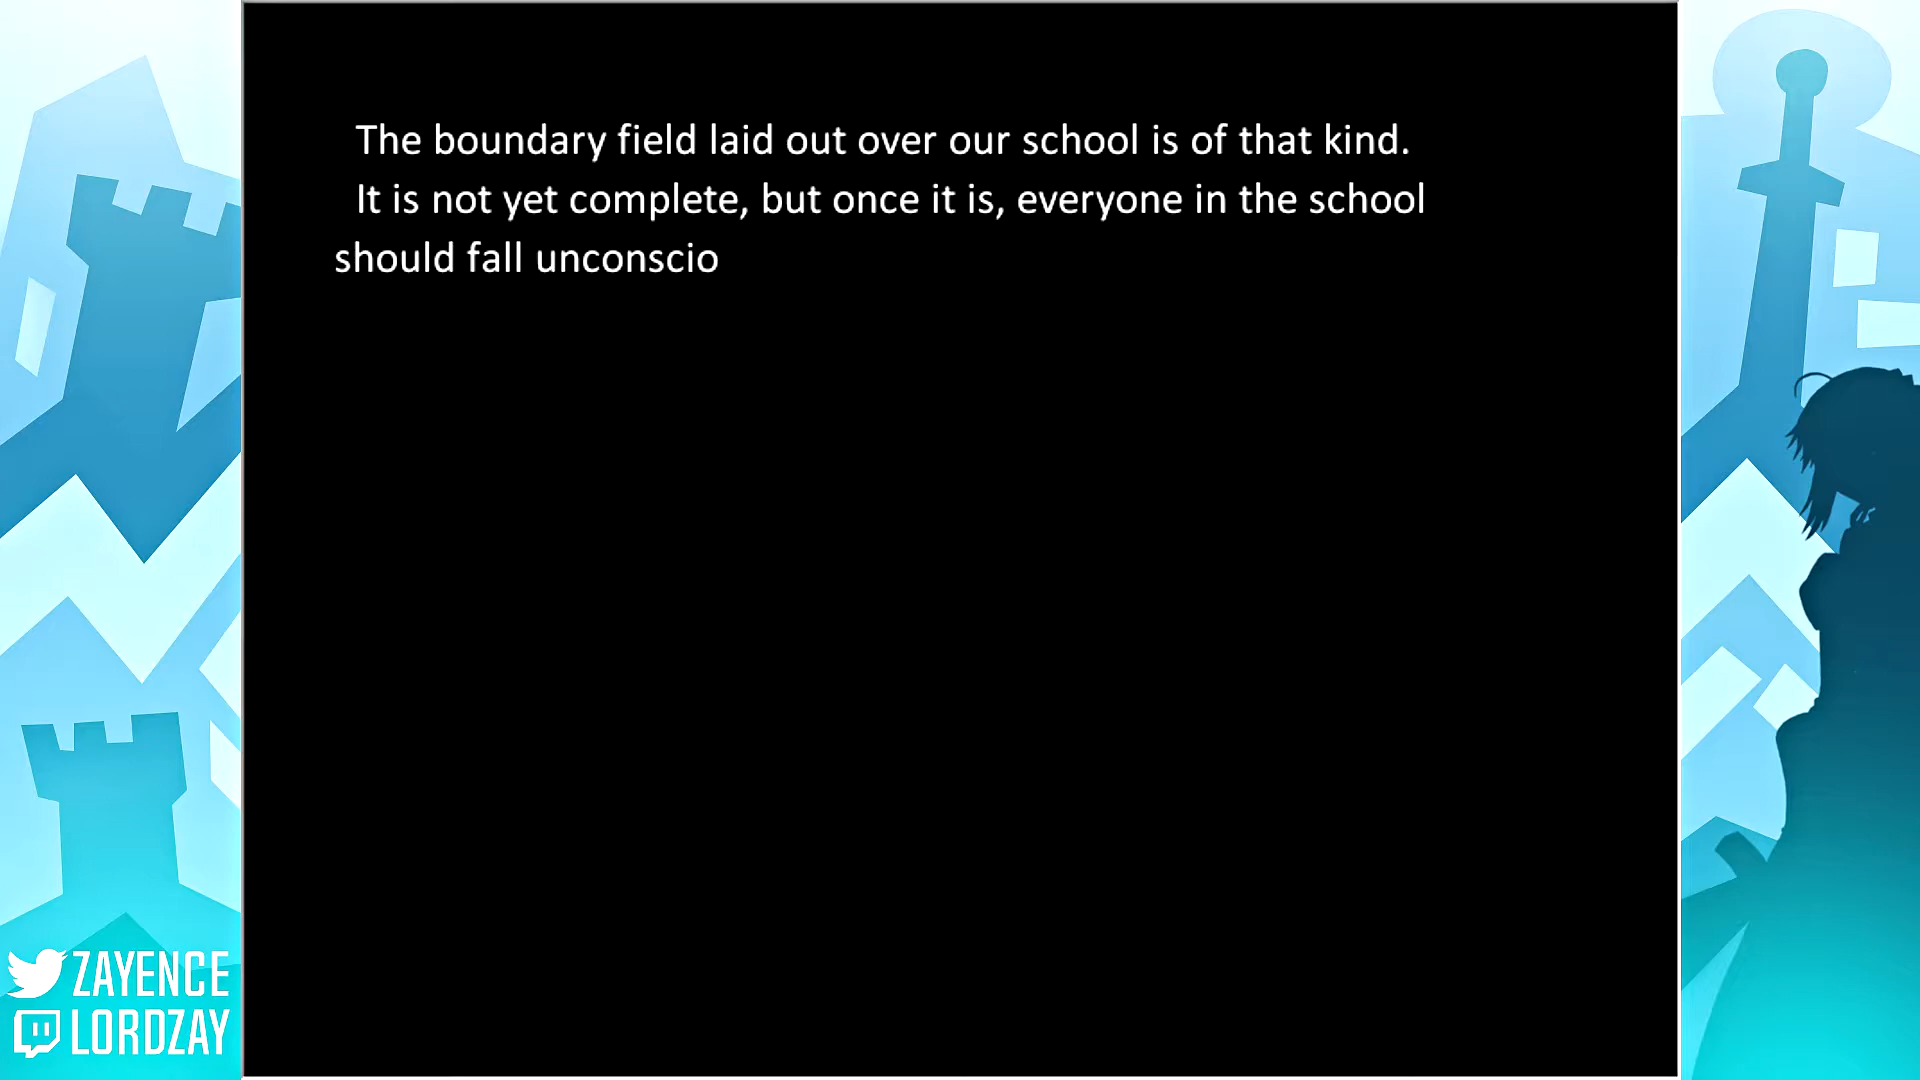 The boundary field laid out over our school is of that kind.
It is not yet complete, but once it is, everyone in the school
should fall unconscio
ZAYENCE
LORDZAY